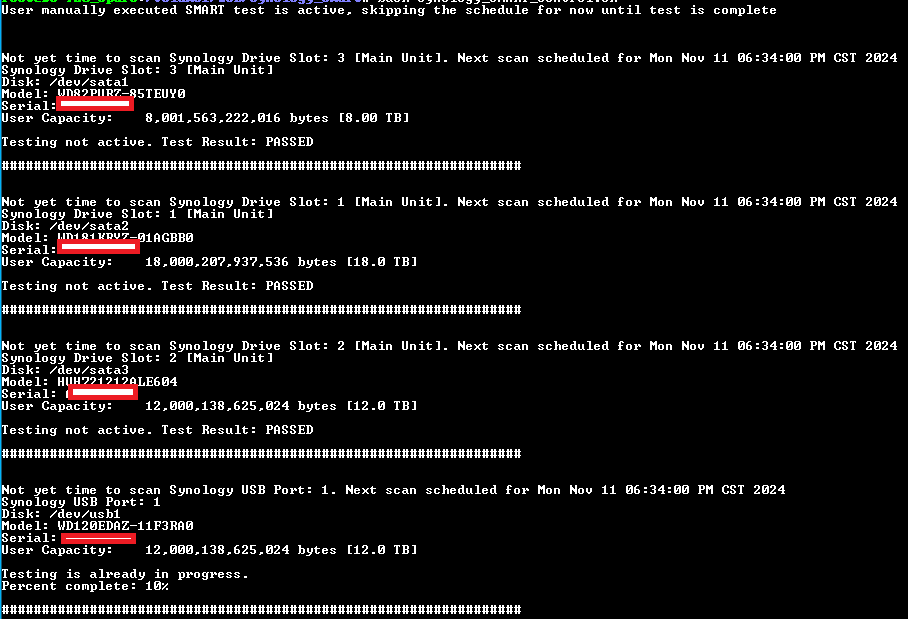 User manually executed SMART test is active, skipping the schedule for now until test is complete
Not yet time to scan Synology Drive Slot: 3 [Main Unit]. Next scan scheduled for Mon Nov 11 06:34:00 PM CST 2024
Synology Drive Slot: 3 [Main Unit]
Disk: /dev/sata1
Model: WD82PURZ-85TEUY0
Serial:
User Capacity:    8,001,563,222,016 bytes [8.00 TB]
Testing not active. Test Result: PASSED
#################################################################
Not yet time to scan Synology Drive Slot: 1 [Main Unit]. Next scan scheduled for Mon Nov 11 06:34:00 PM CST 2024
Synology Drive Slot: 1 [Main Unit]
Disk: /dev/sata2
Model: WD181KRYZ-01AGBB0
Serial:
User Capacity:    18,000,207,937,536 bytes [18.0 TB]
Testing not active. Test Result: PASSED
#################################################################
Not yet time to scan Synology Drive Slot: 2 [Main Unit]. Next scan scheduled for Mon Nov 11 06:34:00 PM CST 2024
Synology Drive Slot: 2 [Main Unit]
Disk: /dev/sata3
Model: HUH721212ALE604
Serial:
User Capacity:    12,000,138,625,024 bytes [12.0 TB]
Testing not active. Test Result: PASSED
#################################################################
Not yet time to scan Synology USB Port: 1. Next scan scheduled for Mon Nov 11 06:34:00 PM CST 2024
Synology USB Port: 1
Disk: /dev/usb1
Model: WD120EDAZ-11F3RA0
Serial:
User Capacity:    12,000,138,625,024 bytes [12.0 TB]
Testing is already in progress.
Percent complete: 10%
#################################################################